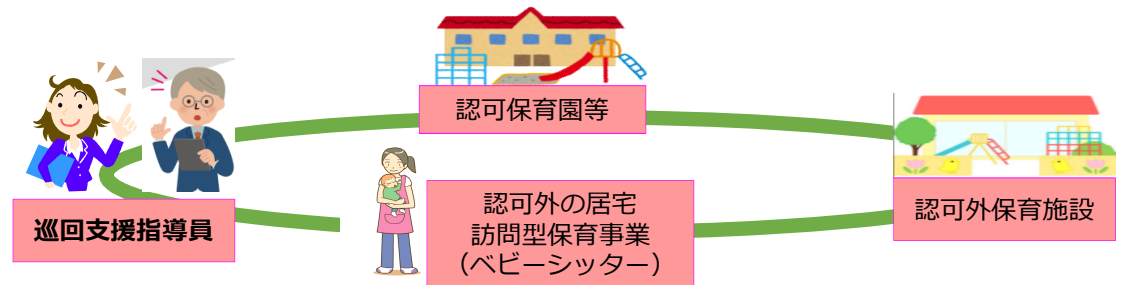 認可保育園等
巡回支援指導員
認可外の居宅
訪問型保育事業
（ベビーシッター）
認可外保育施設